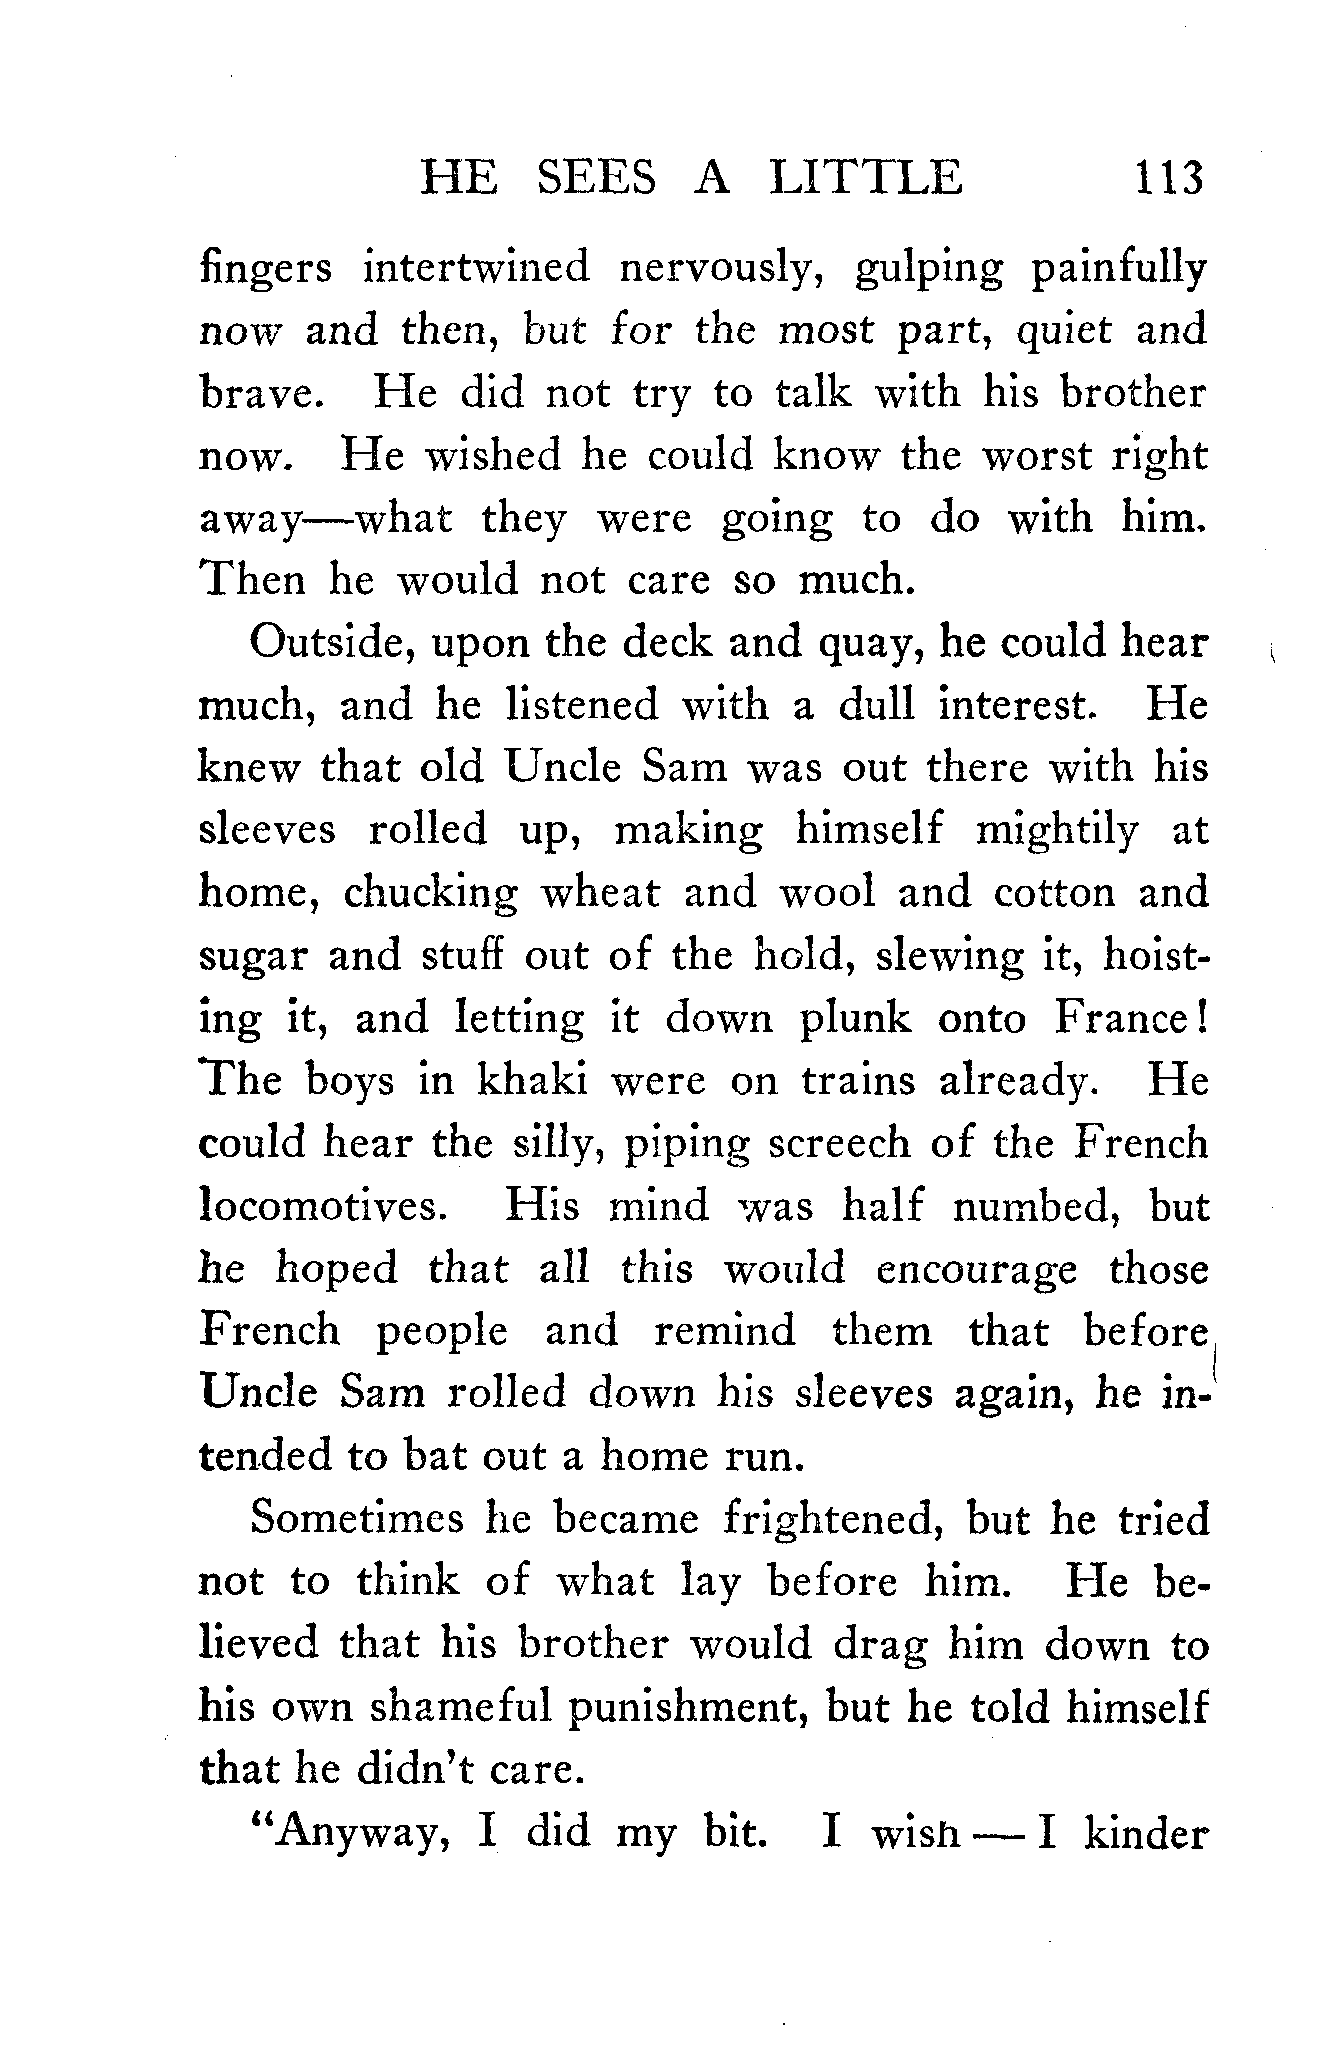 HE SEES A LITTLE 113
fingers intertwined nervously, gulping painfully
now and then, but for the most part, quiet and
brave. He did not try to talk with his brother
now. He wished he could know the worst right
away—what they were going to do with him.
Then he would not care so much.
Outside, upon the deck and quay, he could hear
much, and he listened with a dull interest. He
knew that old Uncle Sam was out there with his
sleeves rolled up, making himself mightily at
home, chucking wheat and wool and cotton and
sugar and stuff out of the hold, slewing it, hoist-
ing it, and letting it down plunk onto France!
The boys in khaki were on trains already. He
could hear the silly, piping screech of the French
locomotives. His mind was half numbed, but
he hoped that all this would encourage those
French people and remind them that before
Uncle Sam rolled down his sleeves again, he in-
tended to bat out a home run.
Sometimes he became frightened, but he tried
not to think of what lay before him. He be-
lieved that his brother would drag him down to
his own shameful punishment, but he told himself
that he didn't care.
"Anyway, I did my bit. I wish — I kinder